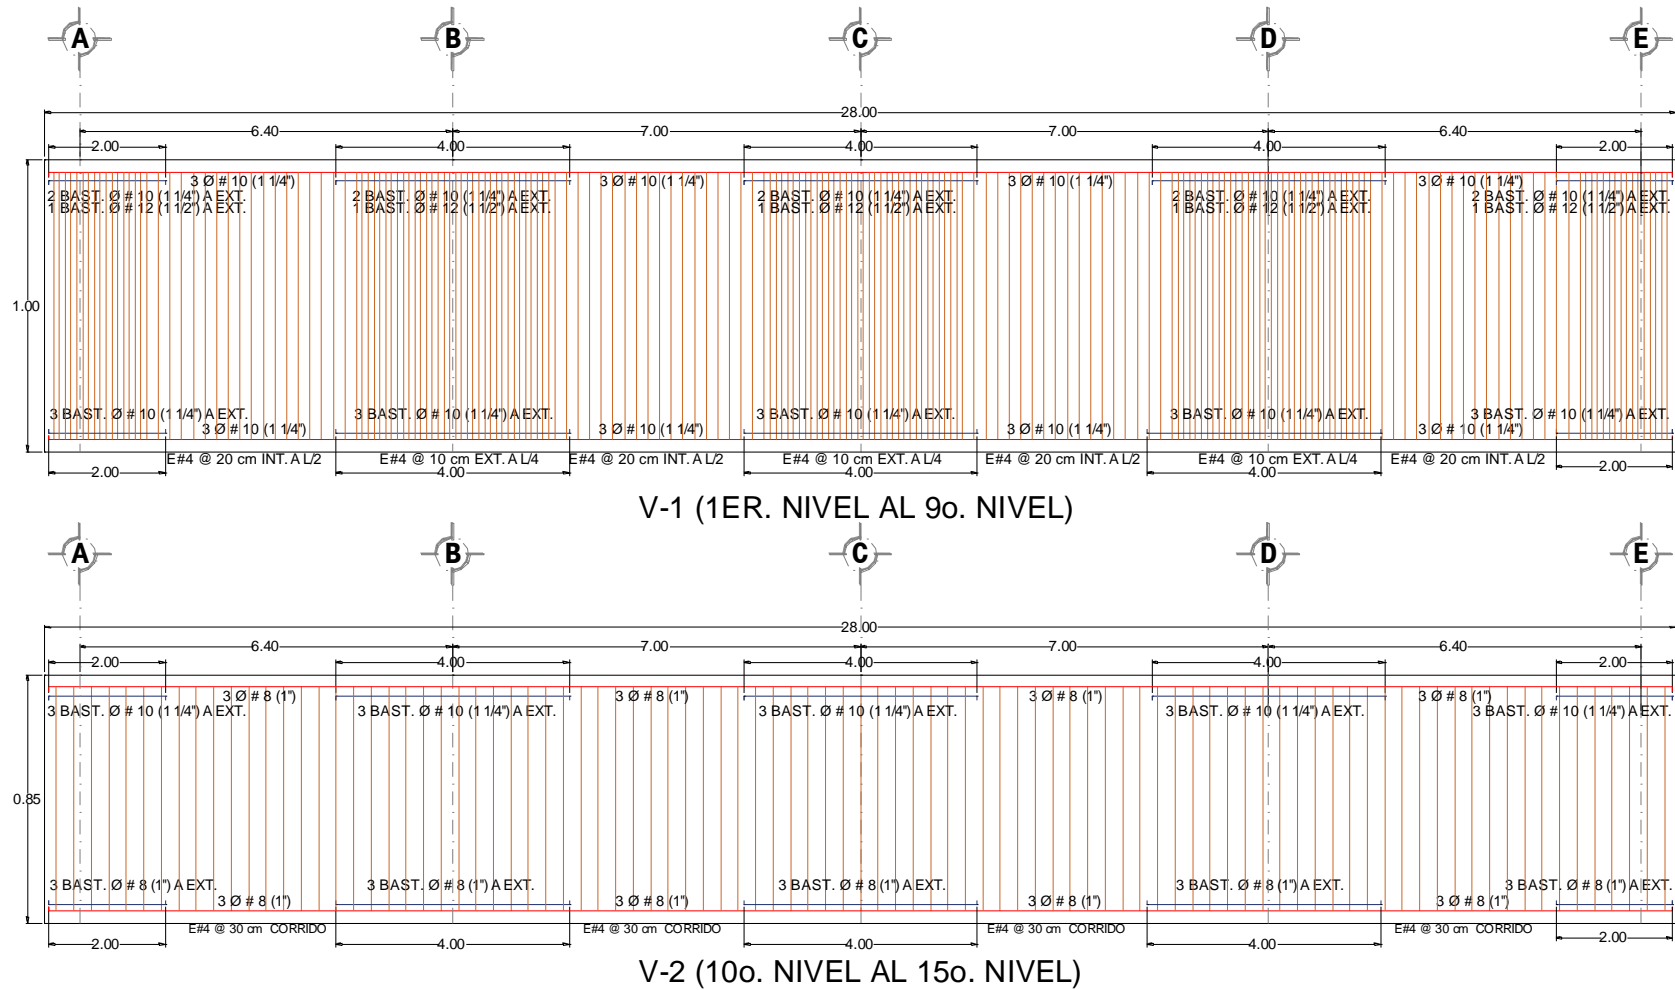 A B C D E
28.00
6.40 7.00 7.00 6.40
2.00 4.00 4.00 4.00 2.00
3 Ø # 10 (1 1/4") 3 Ø # 10 (1 1/4") 3 Ø # 10 (1 1/4") 3 Ø # 10 (1 1/4")
2 BAST. Ø # 10 (1 1/4") A EXT. 2 BAST. Ø # 10 (1 1/4") A EXT. 2 BAST. Ø # 10 (1 1/4") A EXT. 2 BAST. Ø # 10 (1 1/4") A EXT. 2 BAST. Ø # 10 (1 1/4") A EXT.
1 BAST. Ø # 12 (1 1/2") A EXT. 1 BAST. Ø # 12 (1 1/2") A EXT. 1 BAST. Ø # 12 (1 1/2") A EXT. 1 BAST. Ø # 12 (1 1/2") A EXT. 1 BAST. Ø # 12 (1 1/2") A EXT.
1.00
3 BAST. Ø # 10 (1 1/4") A EXT. 3 BAST. Ø # 10 (1 1/4") A EXT. 3 BAST. Ø # 10 (1 1/4") A EXT. 3 BAST. Ø # 10 (1 1/4") A EXT. 3 BAST. Ø # 10 (1 1/4") A EXT.
3 Ø # 10 (1 1/4") 3 Ø # 10 (1 1/4") 3 Ø # 10 (1 1/4") 3 Ø # 10 (1 1/4")
E#4 @ 20 cm INT. A L/2 E#4 @ 10 cm EXT. A L/4 E#4 @ 20 cm INT. A L/2 E#4 @ 10 cm EXT. A L/4 E#4 @ 20 cm INT. A L/2 E#4 @ 10 cm EXT. A L/4 E#4 @ 20 cm INT. A L/2
2.00 4.00 4.00 4.00 2.00
V-1 (1ER. NIVEL AL 9o. NIVEL)
A B C D E
28.00
6.40 7.00 7.00 6.40
2.00 4.00 4.00 4.00 2.00
3 Ø # 8 (1") 3 Ø # 8 (1") 3 Ø # 8 (1") 3 Ø # 8 (1")
3 BAST. Ø # 10 (1 1/4") A EXT. 3 BAST. Ø # 10 (1 1/4") A EXT. 3 BAST. Ø # 10 (1 1/4") A EXT. 3 BAST. Ø # 10 (1 1/4") A EXT. 3 BAST. Ø # 10 (1 1/4") A EXT.
0.85
3 BAST. Ø # 8 (1") A EXT. 3 BAST. Ø # 8 (1") A EXT. 3 BAST. Ø # 8 (1") A EXT. 3 BAST. Ø # 8 (1") A EXT. 3 BAST. Ø # 8 (1") A EXT.
3 Ø # 8 (1") 3 Ø # 8 (1") 3 Ø # 8 (1") 3 Ø # 8 (1")
E#4 @ 30 cm CORRIDO E#4 @ 30 cm CORRIDO E#4 @ 30 cm CORRIDO E#4 @ 30 cm CORRIDO
2.00 4.00 4.00 4.00 2.00
V-2 (10o. NIVEL AL 15o. NIVEL)